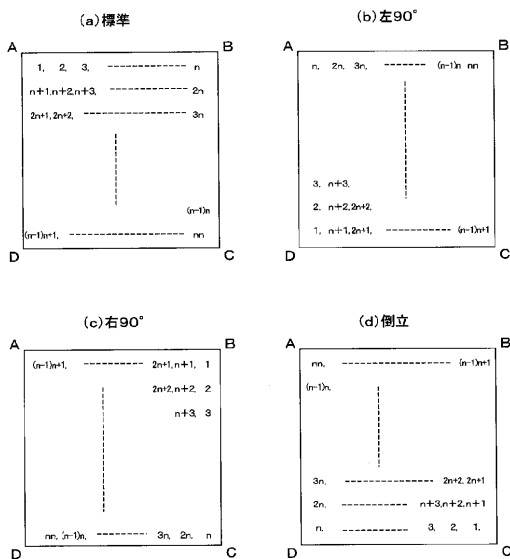 (a)標準
A B
1, 2, 3, n
n+1,n+2,n+3, 2n
2n+1,2n+2, 3n
(n-1)n
(n-1)n+1, nn
D C
(b)左90°
A B
n, 2n, 3n, (n-1)n nn
3, n+3,
2, n+2,2n+2,
1, n+1,2n+1, (n-1)n+1
D C
(c)右90°
A B
(n-1)n+1, 2n+1,n+1, 1
2n+2,n+2, 2
n+3, 3
nn, (n-1)n, 3n, 2n, n
D C
(d)倒立
A B
nn, (n-1)n+1
(n-1)n,
3n, 2n+2, 2n+1
2n, n+3,n+2,n+1
n, 3, 2, 1,
D C